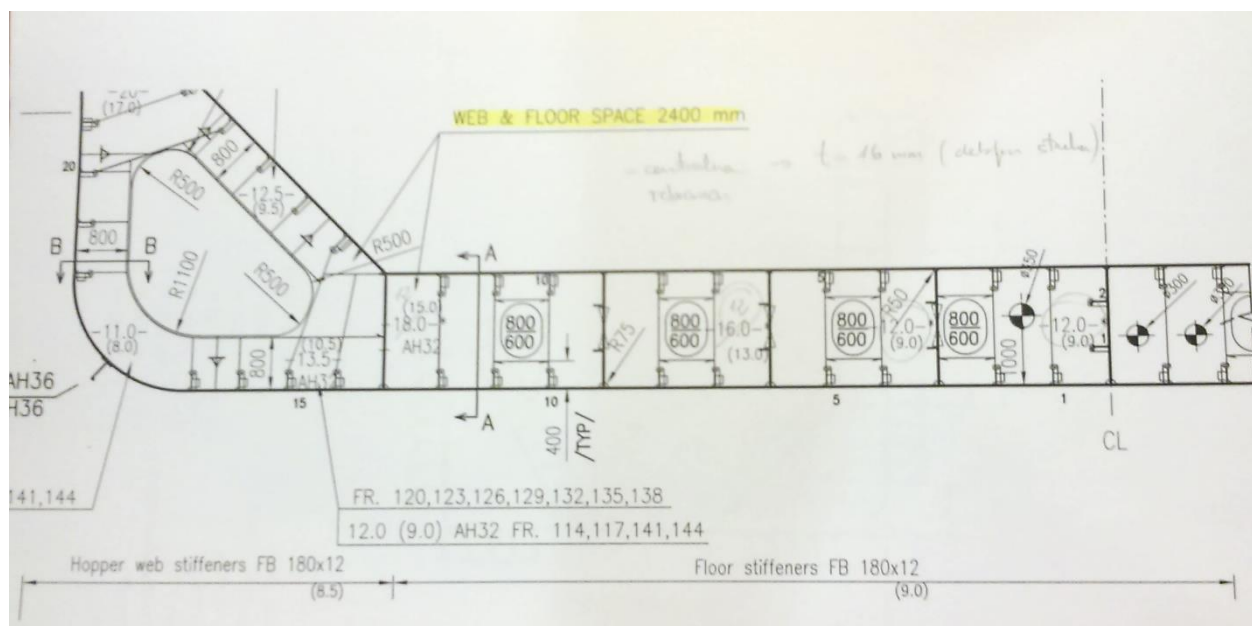 -20-
(17.0)
WEB & FLOOR SPACE 2400 mm
t = 16 mm
20
800
R500
-12.5-
(9.5)
B
800
B
R500
R1100
R500
A
10
(15.0)
-18.0-
AH32
800
600
R75
800
600
-16.0-
(13.0)
5
800
600
R50
-12.0-
(9.0)
800
600
1000
-12.0-
(9.0)
2
1
ø300
-11.0-
(8.0)
(10.5)
-13.5-
AH32
800
AH36
H36
15
10
5
1
A
400
/TYP/
CL
141,144
FR. 120,123,126,129,132,135,138
12.0 (9.0) AH32 FR. 114,117,141,144
Hopper web stiffeners FB 180x12
(8.5)
Floor stiffeners FB 180x12
(9.0)